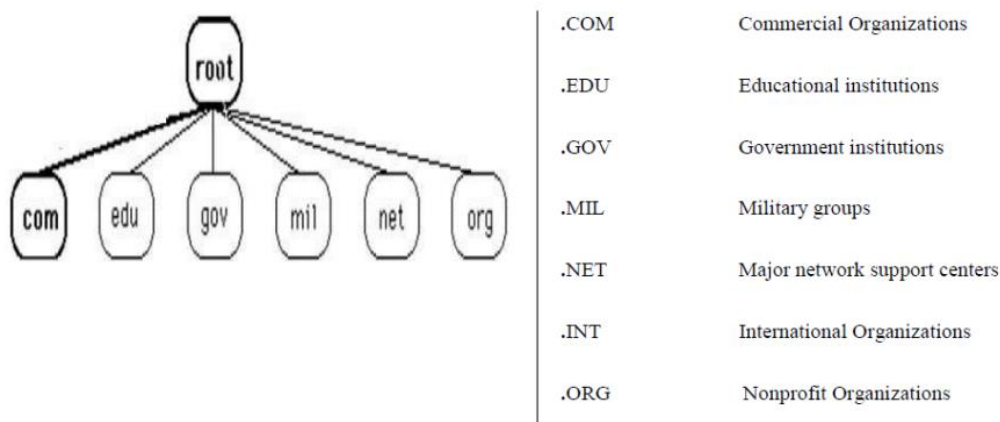 root
com edu gov mil net org
.COM Commercial Organizations
.EDU Educational institutions
.GOV Government institutions
.MIL Military groups
.NET Major network support centers
.INT International Organizations
.ORG Nonprofit Organizations